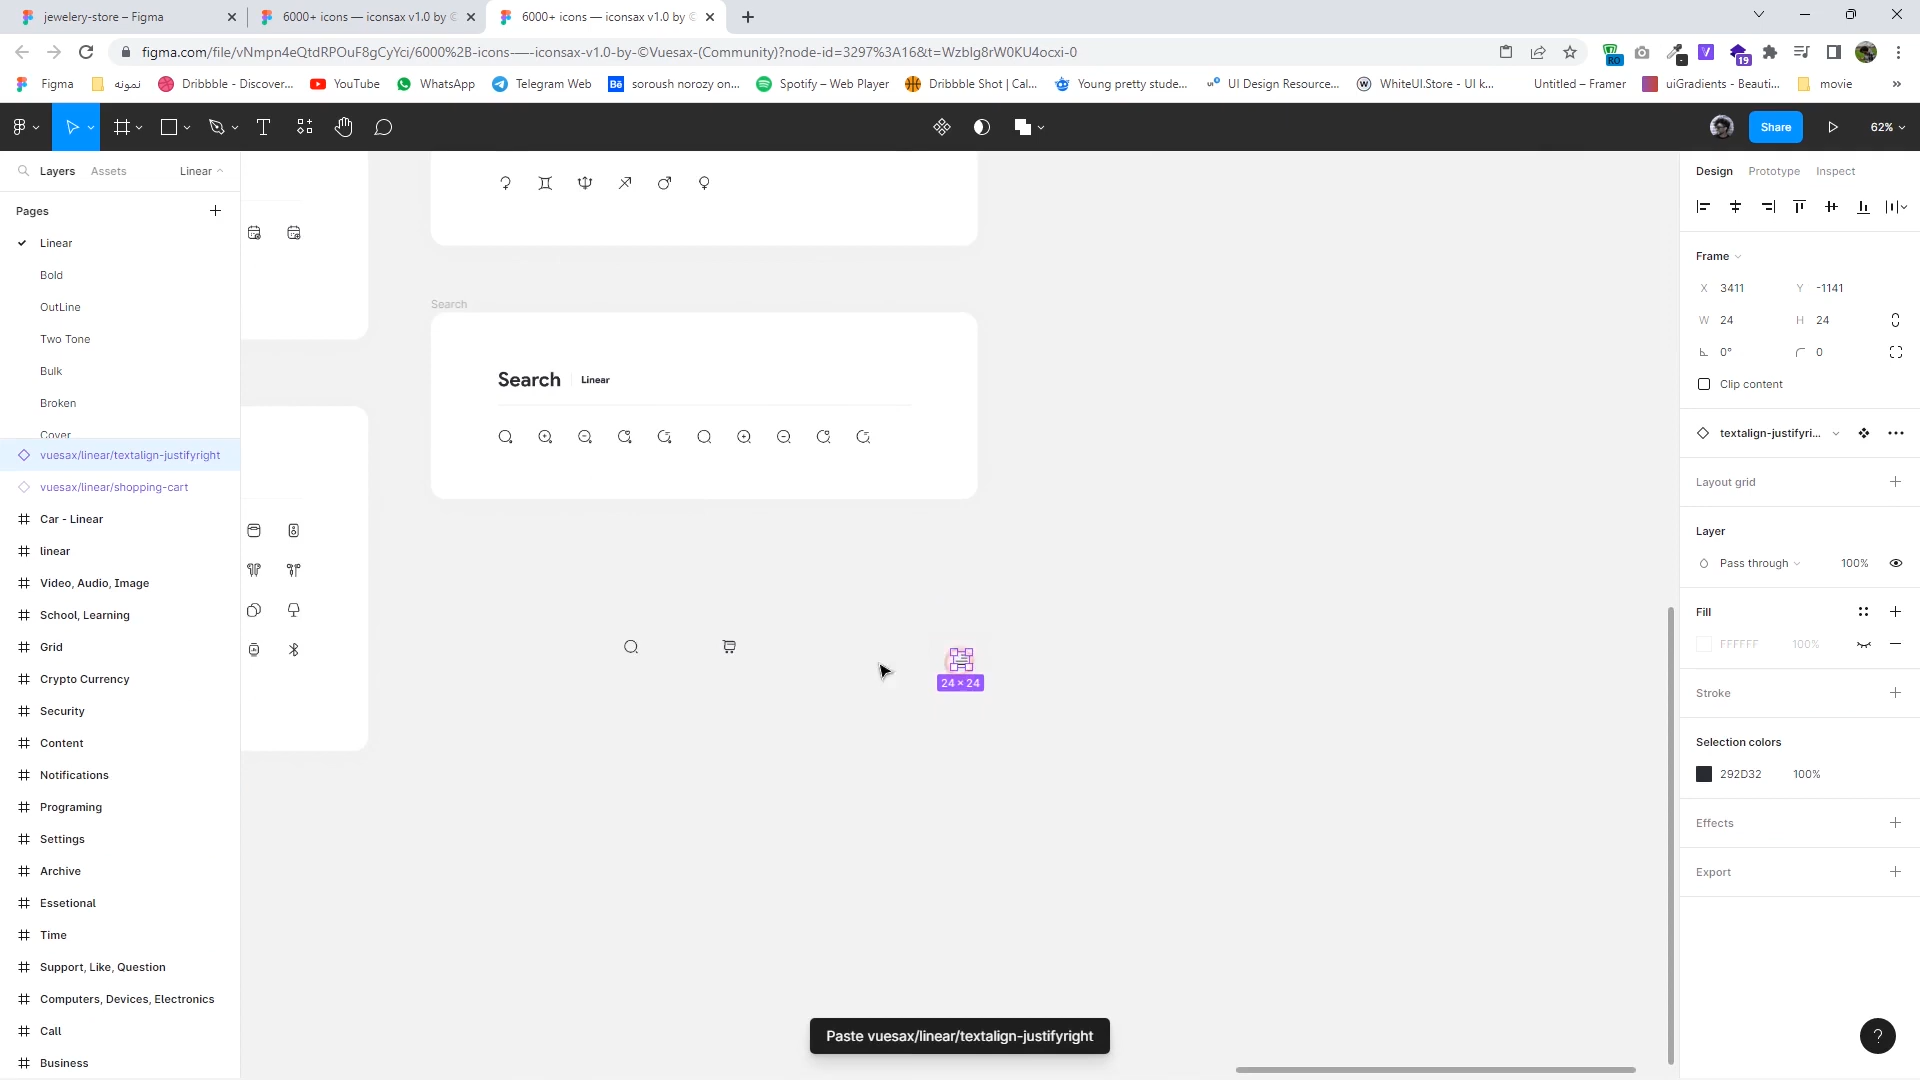 jewelery-store – Figma
6000+ icons — iconsax v1.0 by ©
6000+ icons — iconsax v1.0 by ©
figma.com/file/vNmpn4eQtdRPOuF8gCyYci/6000%2B-icons-—-iconsax-v1.0-by-©Vuesax-(Community)?node-id=3297%3A16&t=Wzblg8rW0KU4ocxi-0
RO
19
Figma
نمونه
Dribbble - Discover...
YouTube
WhatsApp
Telegram Web
soroush norozy on...
Spotify – Web Player
Dribbble Shot | Cal...
Young pretty stude...
UI Design Resource...
WhiteUI.Store - UI k...
Untitled – Framer
uiGradients - Beauti...
movie
Share
62%
Layers
Assets
Linear
Pages
Linear
Bold
OutLine
Two Tone
Bulk
Broken
Cover
vuesax/linear/textalign-justifyright
vuesax/linear/shopping-cart
Car - Linear
linear
Video, Audio, Image
School, Learning
Grid
Crypto Currency
Security
Content
Notifications
Programing
Settings
Archive
Essetional
Time
Support, Like, Question
Computers, Devices, Electronics
Call
Business
Search
Search
Linear
24 × 24
Paste vuesax/linear/textalign-justifyright
Design
Prototype
Inspect
Frame
X 3411
Y -1141
W 24
H 24
0°
0
Clip content
textalign-justifyri...
Layout grid
Layer
Pass through
100%
Fill
FFFFFF
100%
Stroke
Selection colors
292D32
100%
Effects
Export
?